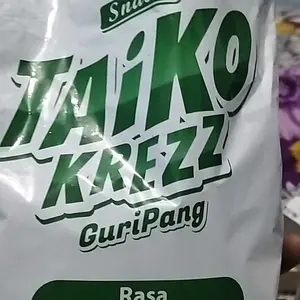 Snack
TAIKO
KREZZ
GuriPang
Rasa